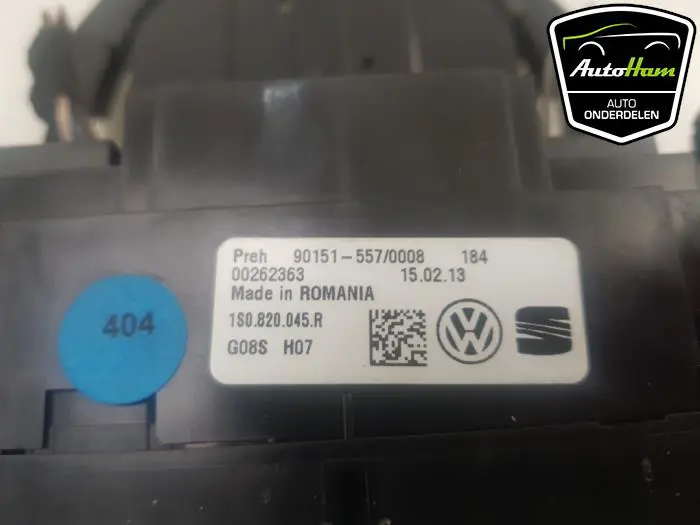 AutoHam
AUTO
ONDERDELEN
Preh 90151-557/0008 184
00262363 15.02.13
Made in ROMANIA
1S0.820.045.R
G08S H07
VW
404